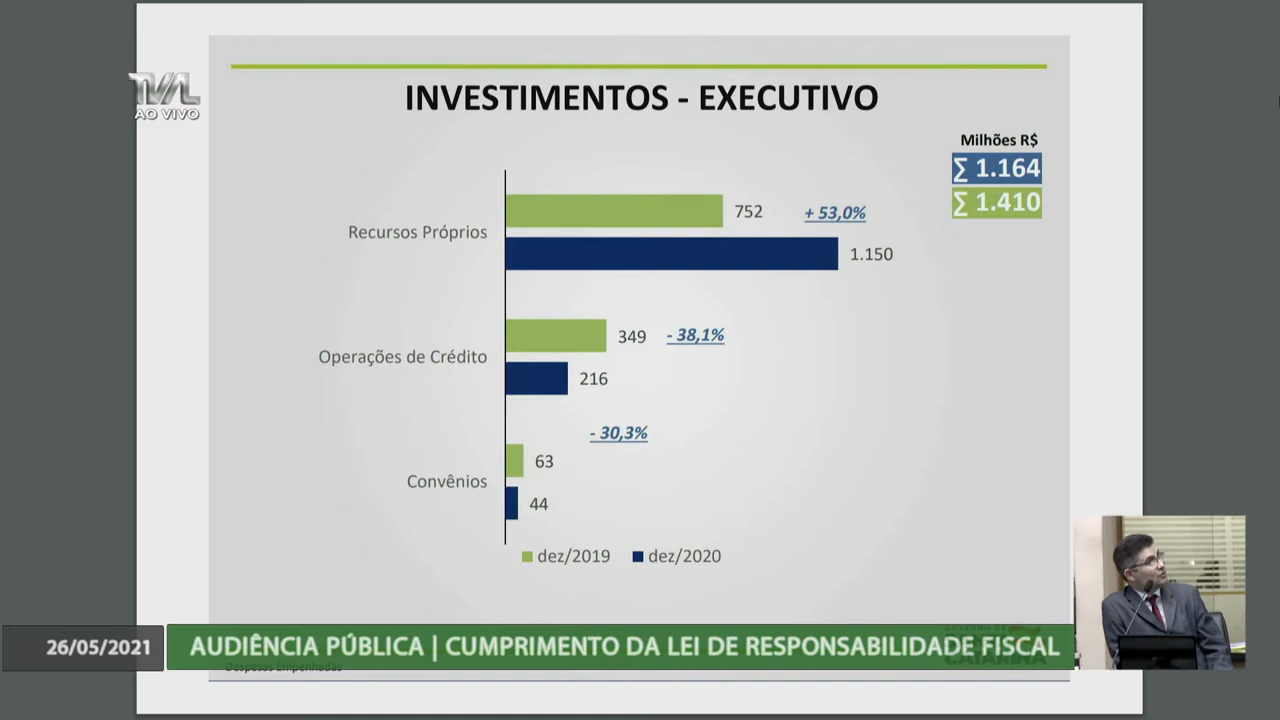 TVAL
AO VIVO
INVESTIMENTOS - EXECUTIVO
Milhões R$
∑ 1.164
∑ 1.410
Recursos Próprios
752
+ 53,0%
1.150
Operações de Crédito
349
- 38,1%
216
- 30,3%
Convênios
63
44
dez/2019
dez/2020
26/05/2021
AUDIÊNCIA PÚBLICA | CUMPRIMENTO DA LEI DE RESPONSABILIDADE FISCAL
Despesas Empenhadas